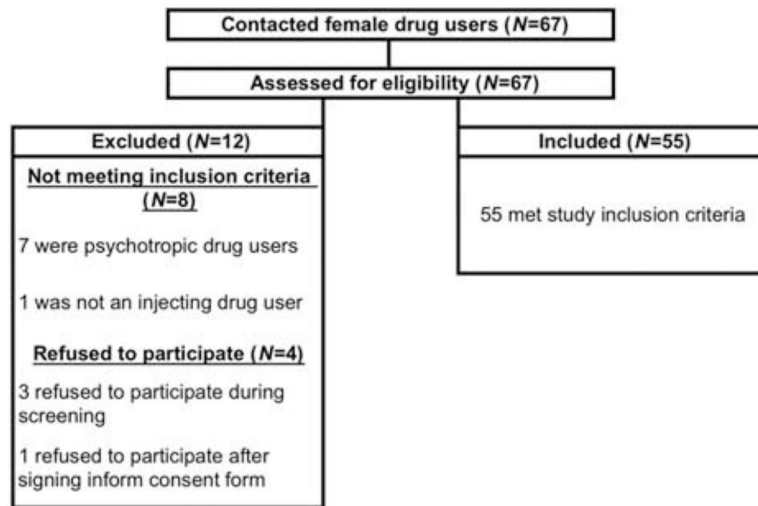 Contacted female drug users (N=67)
Assessed for eligibility (N=67)
Excluded (N=12)
Not meeting inclusion criteria
(N=8)
7 were psychotropic drug users
1 was not an injecting drug user
Refused to participate (N=4)
3 refused to participate during
screening
1 refused to participate after
signing inform consent form
Included (N=55)
55 met study inclusion criteria